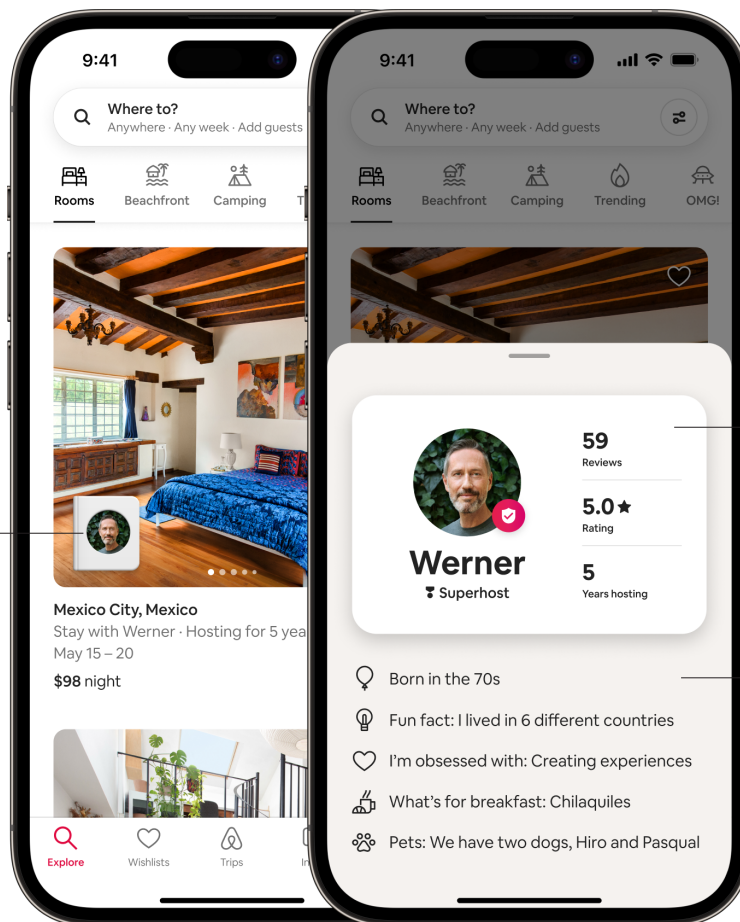 9:41
Where to?
Anywhere · Any week · Add guests
Rooms
Beachfront
Camping
T
Mexico City, Mexico
Stay with Werner · Hosting for 5 yea
May 15 – 20
$98 night
Explore
Wishlists
Trips
In
9:41
Where to?
Anywhere · Any week · Add guests
Rooms
Beachfront
Camping
Trending
OMG!
59
Reviews
5.0★
Rating
5
Years hosting
Werner
Superhost
Born in the 70s
Fun fact: I lived in 6 different countries
I’m obsessed with: Creating experiences
What’s for breakfast: Chilaquiles
Pets: We have two dogs, Hiro and Pasqual